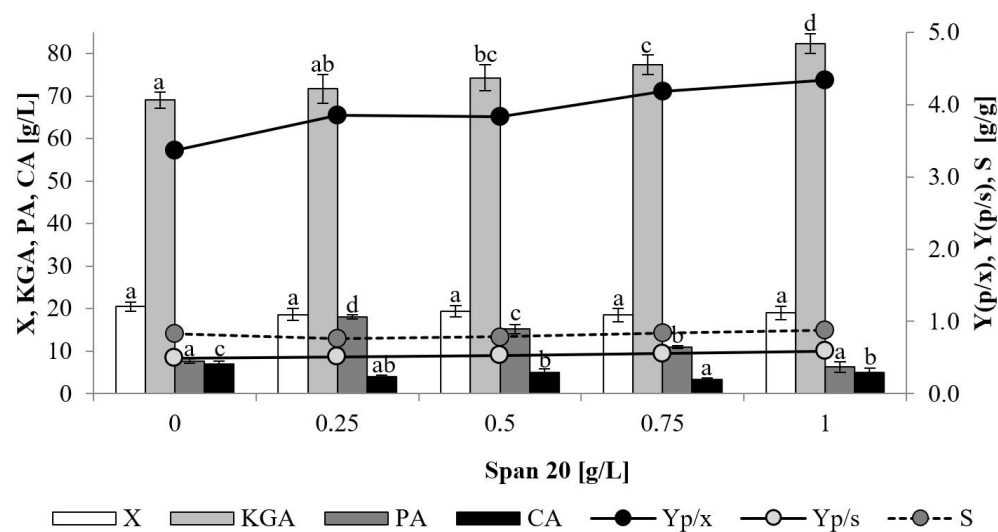 X, KGA, PA, CA [g/L]
80
70
60
50
40
30
20
10
0
a
a
a
c
ab
a
d
ab
bc
a
c
b
c
a
b
a
d
a
a
b
5.0
4.0
3.0
2.0
1.0
0.0
Y(p/x), Y(p/s), S [g/g]
0 0.25 0.5 0.75 1
Span 20 [g/L]
X KGA PA CA Yp/x Yp/s S